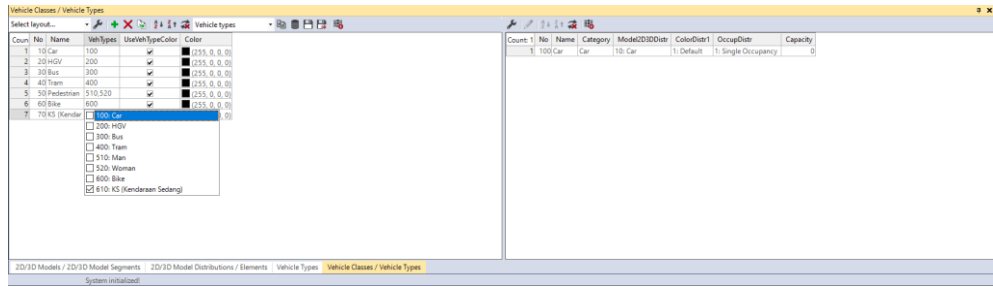 Vehicle Classes / Vehicle Types
Select layout... Vehicle types
Coun No Name VehTypes UseVehTypeColor Color
1 10 Car 100 (255, 0, 0, 0)
2 20 HGV 200 (255, 0, 0, 0)
3 30 Bus 300 (255, 0, 0, 0)
4 40 Tram 400 (255, 0, 0, 0)
5 50 Pedestrian 510,520 (255, 0, 0, 0)
6 60 Bike 600 (255, 0, 0, 0)
7 70 KS (Kendar , 0)
100: Car
200: HGV
300: Bus
400: Tram
510: Man
520: Woman
600: Bike
610: KS (Kendaraan Sedang)
Count: 1 No Name Category Model2D3DDistr ColorDistr1 OccupDistr Capacity
1 100 Car Car 10: Car 1: Default 1: Single Occupancy 0
2D/3D Models / 2D/3D Model Segments 2D/3D Model Distributions / Elements Vehicle Types Vehicle Classes / Vehicle Types
System initialized!